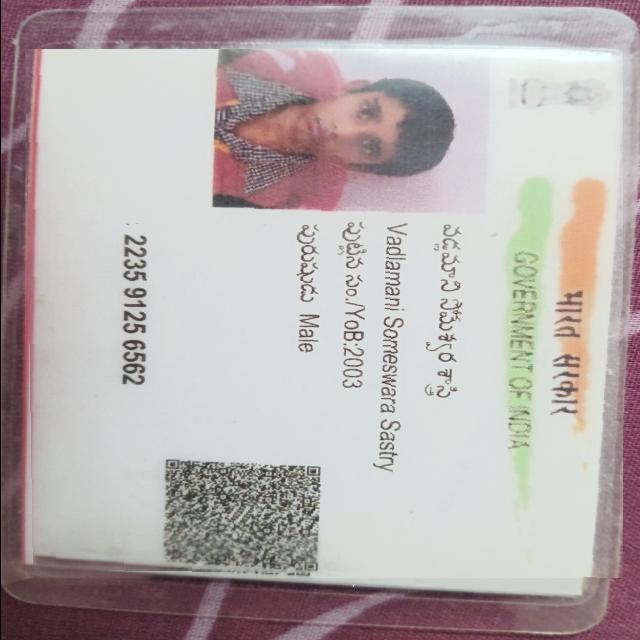 भारत सरकार
GOVERNMENT OF INDIA
వడ్లమాని సోమేశ్వర శాస్త్రి
Vadlamani Someswara Sastry
పుట్టిన సం./YoB:2003
పురుషుడు Male
2235 9125 6562